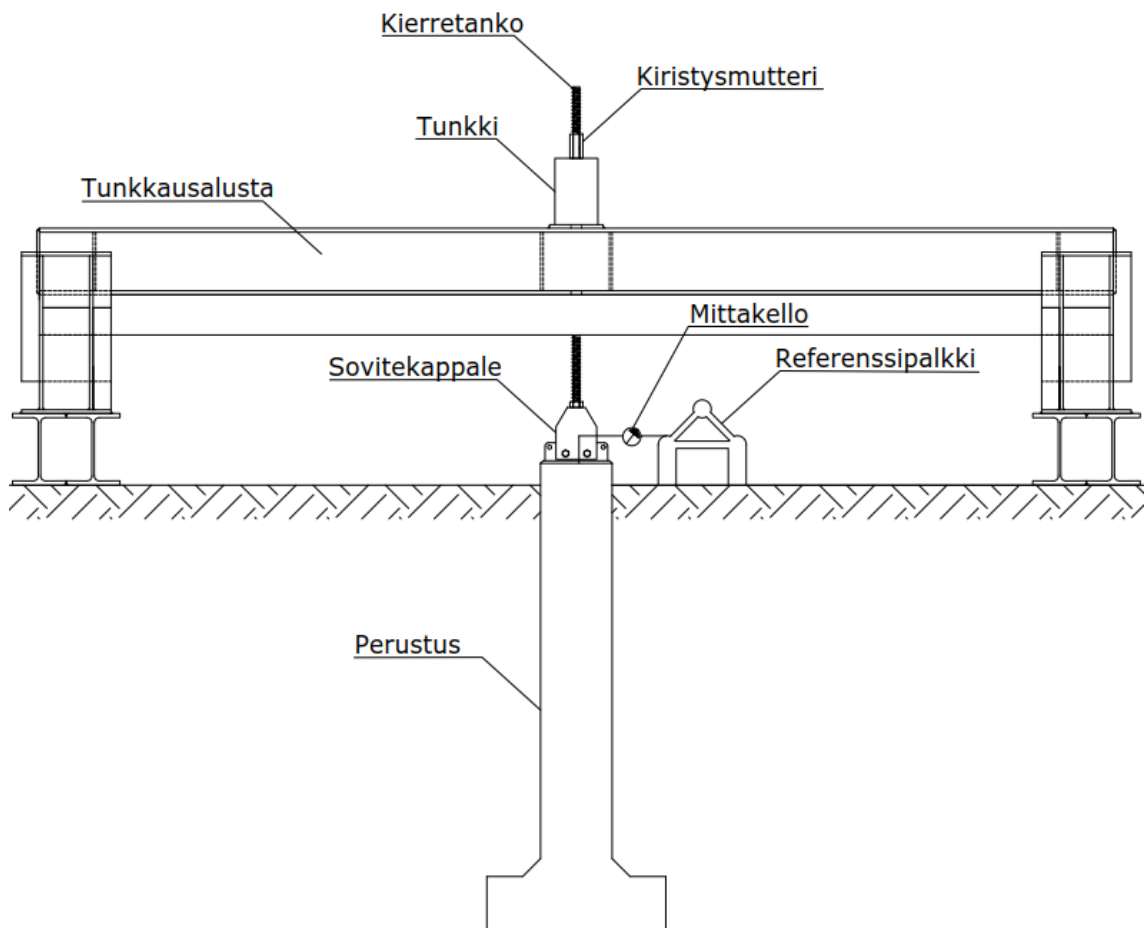 Kierretanko
Kiristysmutteri
Tunkki
Tunkkausalusta
Mittakello
Sovitekappale
Referenssipalkki
Perustus